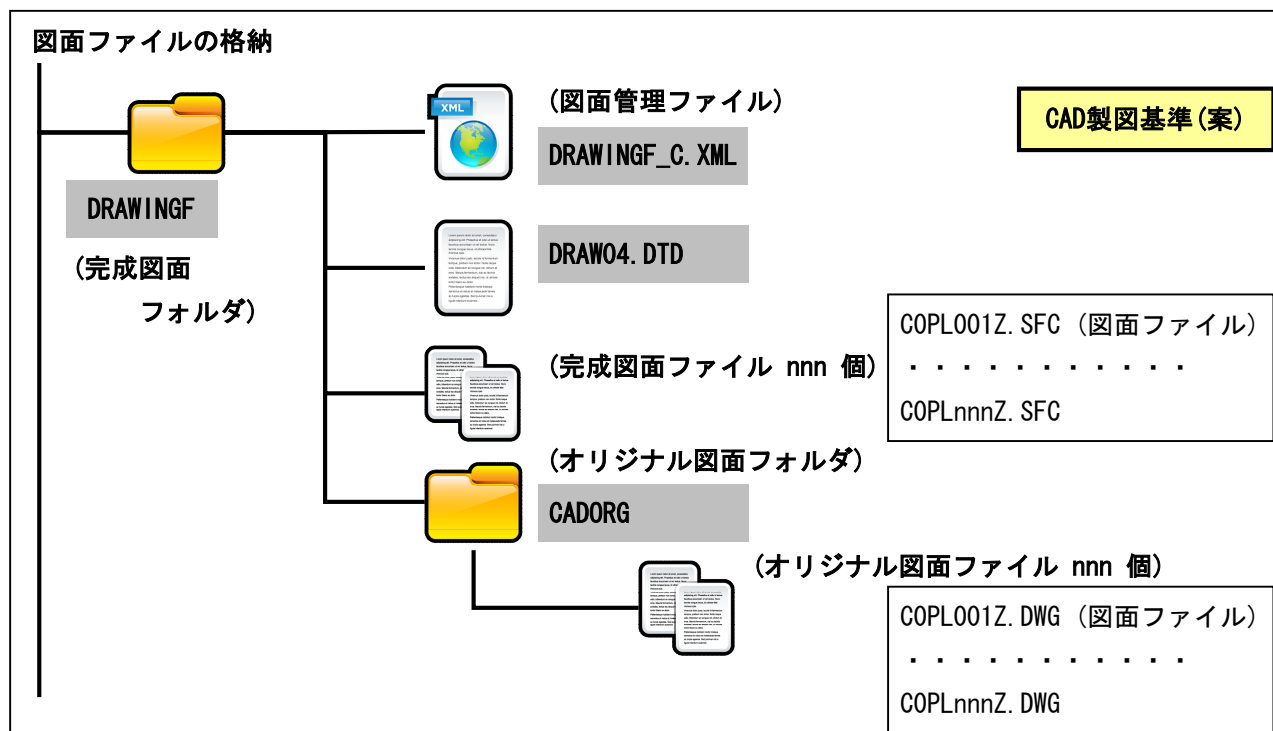 図面ファイルの格納
XML
(図面管理ファイル)
DRAWINGF_C.XML
CAD製図基準(案)
DRAWINGF
(完成図面
フォルダ)
DRAW04.DTD
(完成図面ファイル nnn 個)
C0PL001Z.SFC (図面ファイル)
・ ・ ・ ・ ・ ・ ・ ・ ・ ・ ・
C0PLnnnZ.SFC
(オリジナル図面フォルダ)
CADORG
(オリジナル図面ファイル nnn 個)
C0PL001Z.DWG (図面ファイル)
・ ・ ・ ・ ・ ・ ・ ・ ・ ・ ・
C0PLnnnZ.DWG